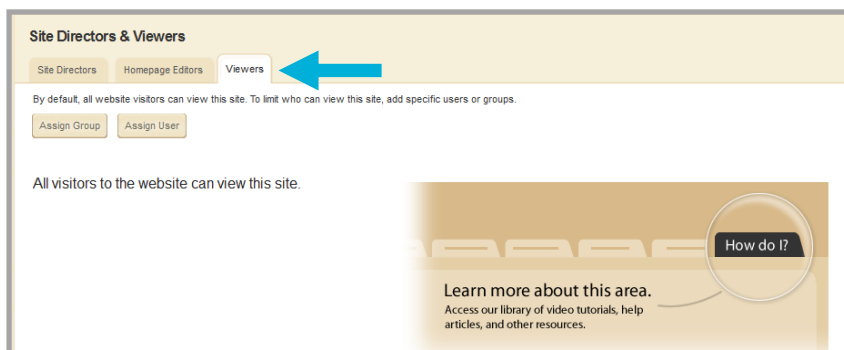 Site Directors & Viewers
Site Directors Homepage Editors Viewers
By default, all website visitors can view this site. To limit who can view this site, add specific users or groups.
Assign Group Assign User
All visitors to the website can view this site.
How do I?
Learn more about this area.
Access our library of video tutorials, help
articles, and other resources.